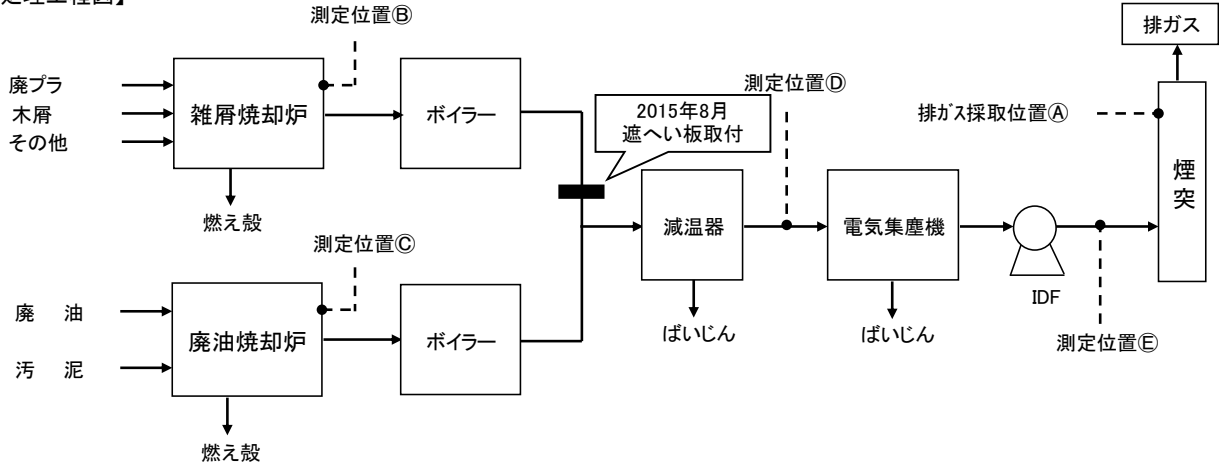 処理工程図】
測定位置Ⓑ
排ガス
廃プラ
木屑
その他
雑屑焼却炉
ボイラー
2015年8月
遮へい板取付
測定位置Ⓓ
排ガス採取位置Ⓐ
煙突
燃え殻
減温器
電気集塵機
測定位置Ⓒ
IDF
廃　油
汚　泥
廃油焼却炉
ボイラー
ばいじん
ばいじん
測定位置Ⓔ
燃え殻